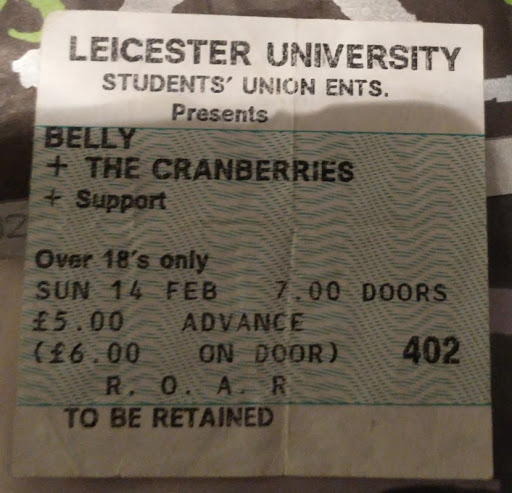 LEICESTER UNIVERSITY
STUDENTS' UNION ENTS.
Presents
BELLY
+ THE CRANBERRIES
+ Support
Over 18's only
SUN 14 FEB 7.00 DOORS
£5.00 ADVANCE
(£6.00 ON DOOR) 402
R. O. A. R
TO BE RETAINED